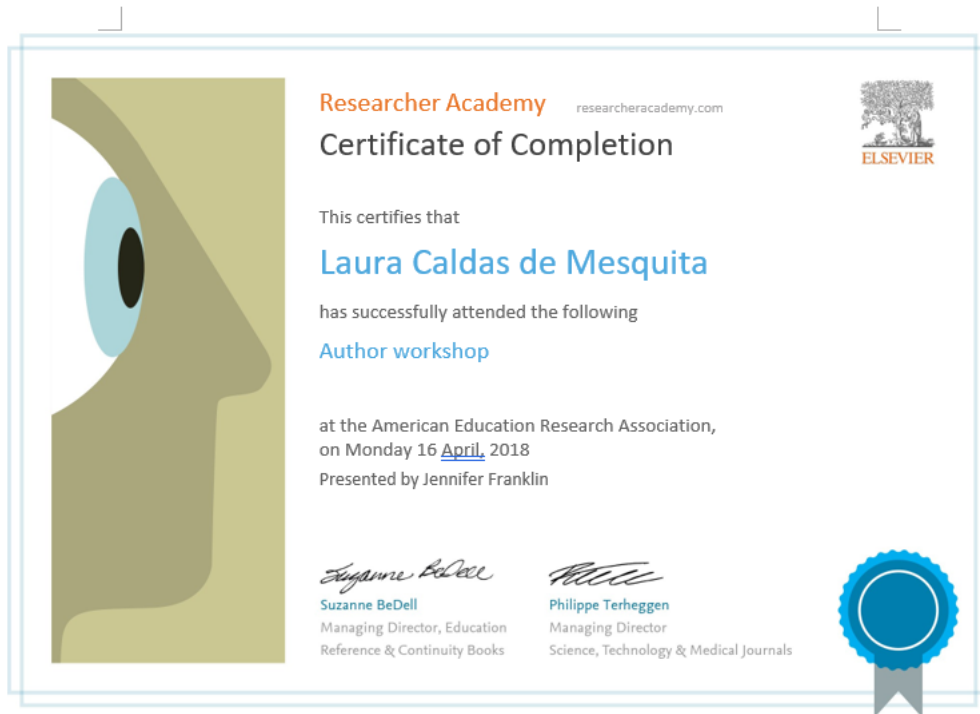 Researcher Academy researcheracademy.com
Certificate of Completion
ELSEVIER
This certifies that
Laura Caldas de Mesquita
has successfully attended the following
Author workshop
at the American Education Research Association,
on Monday 16 April, 2018
Presented by Jennifer Franklin
Suzanne BeDell
Suzanne BeDell
Managing Director, Education
Reference & Continuity Books
Philippe Terheggen
Managing Director
Science, Technology & Medical Journals